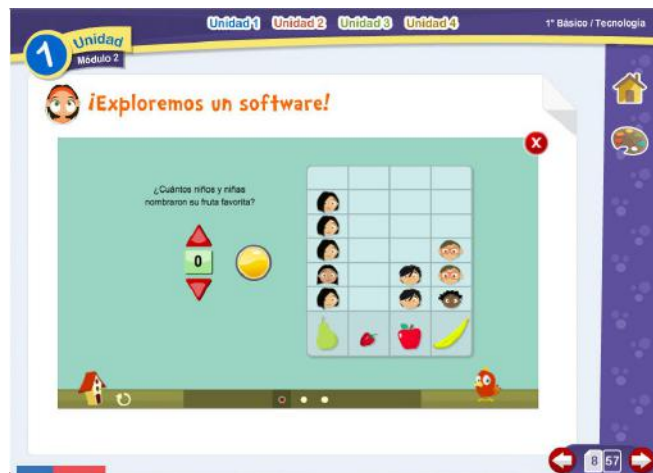 Unidad 1 Unidad 2 Unidad 3 Unidad 4
1° Básico / Tecnología
1 Unidad
Módulo 2
¡Exploremos un software!
X
¿Cuántos niños y niñas
nombraron su fruta favorita?
0
8 57